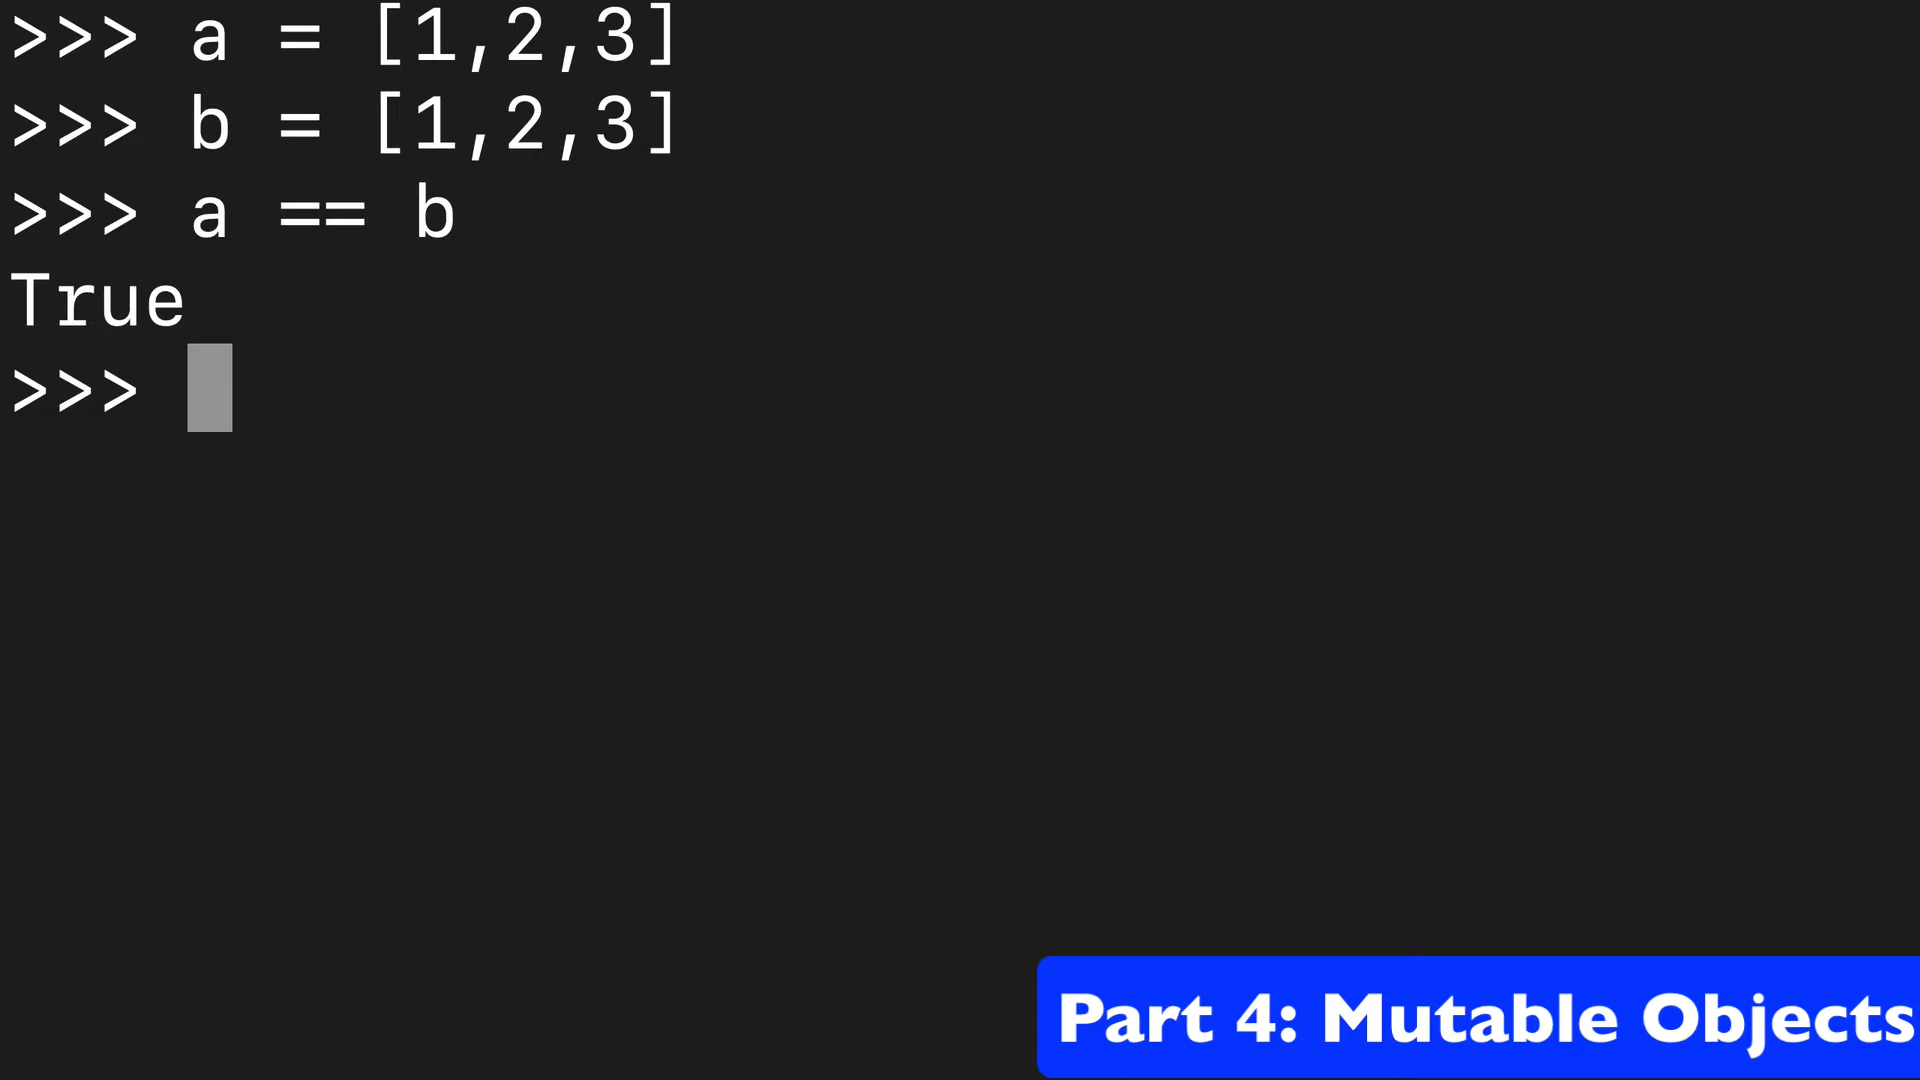 >>> a = [1,2,3]
>>> b = [1,2,3]
>>> a == b
True
>>>
Part 4: Mutable Objects